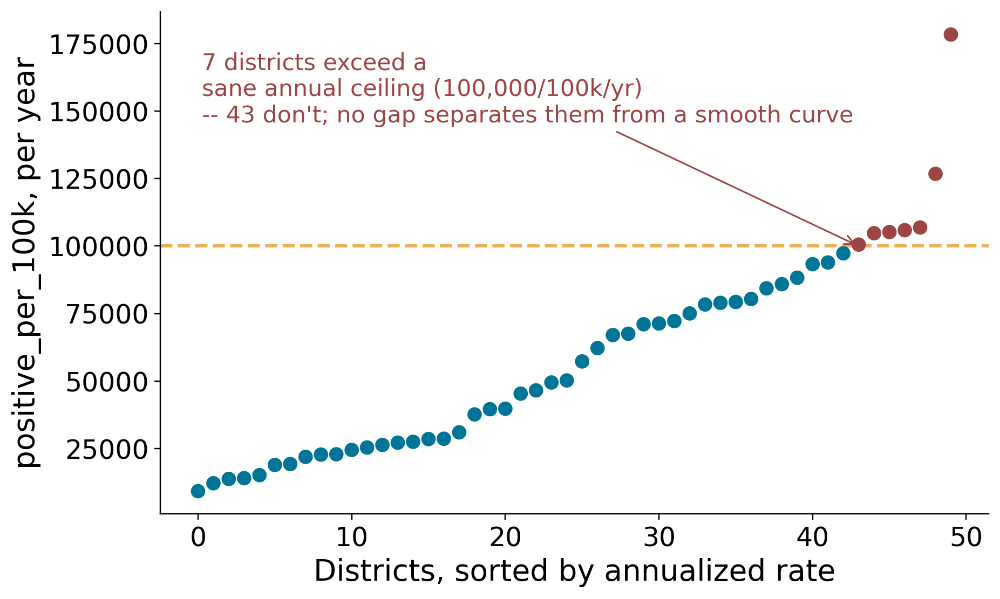 175000
150000
125000
100000
75000
50000
25000
positive_per_100k, per year
7 districts exceed a
sane annual ceiling (100,000/100k/yr)
-- 43 don't; no gap separates them from a smooth curve
0 10 20 30 40 50
Districts, sorted by annualized rate